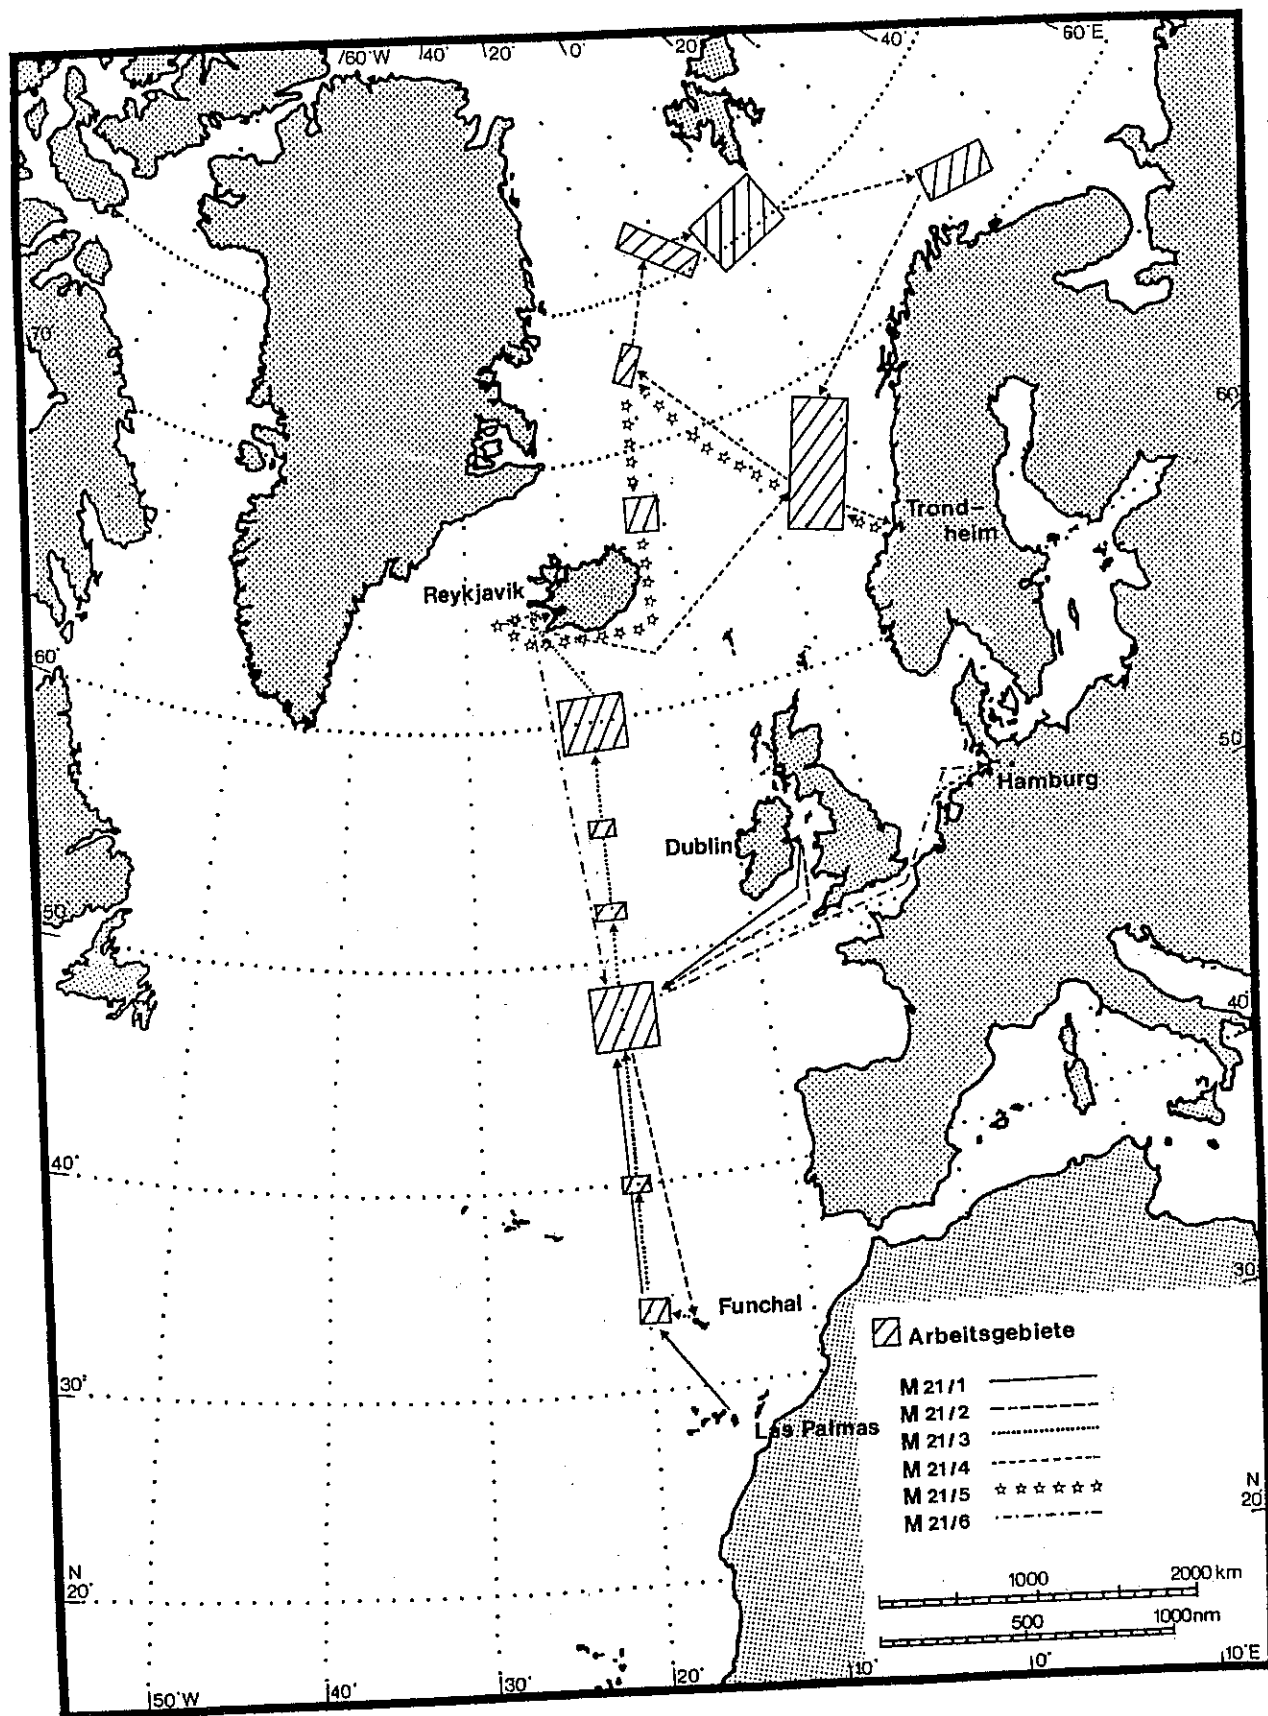 60°W
40°
20°
0°
20°
40°
60°E
70°
60°
Trond-
heim
Reykjavik
60°
50°
Hamburg
Dublin
50°
40°
40°
30°
Funchal
Arbeitsgebiete
30°
M 21/1
M 21/2
Las Palmas
M 21/3
M 21/4
M 21/5
M 21/6
N
20°
N
20°
1000
2000 km
500
1000nm
50°W
40°
30°
20°
10°
0°
10°E